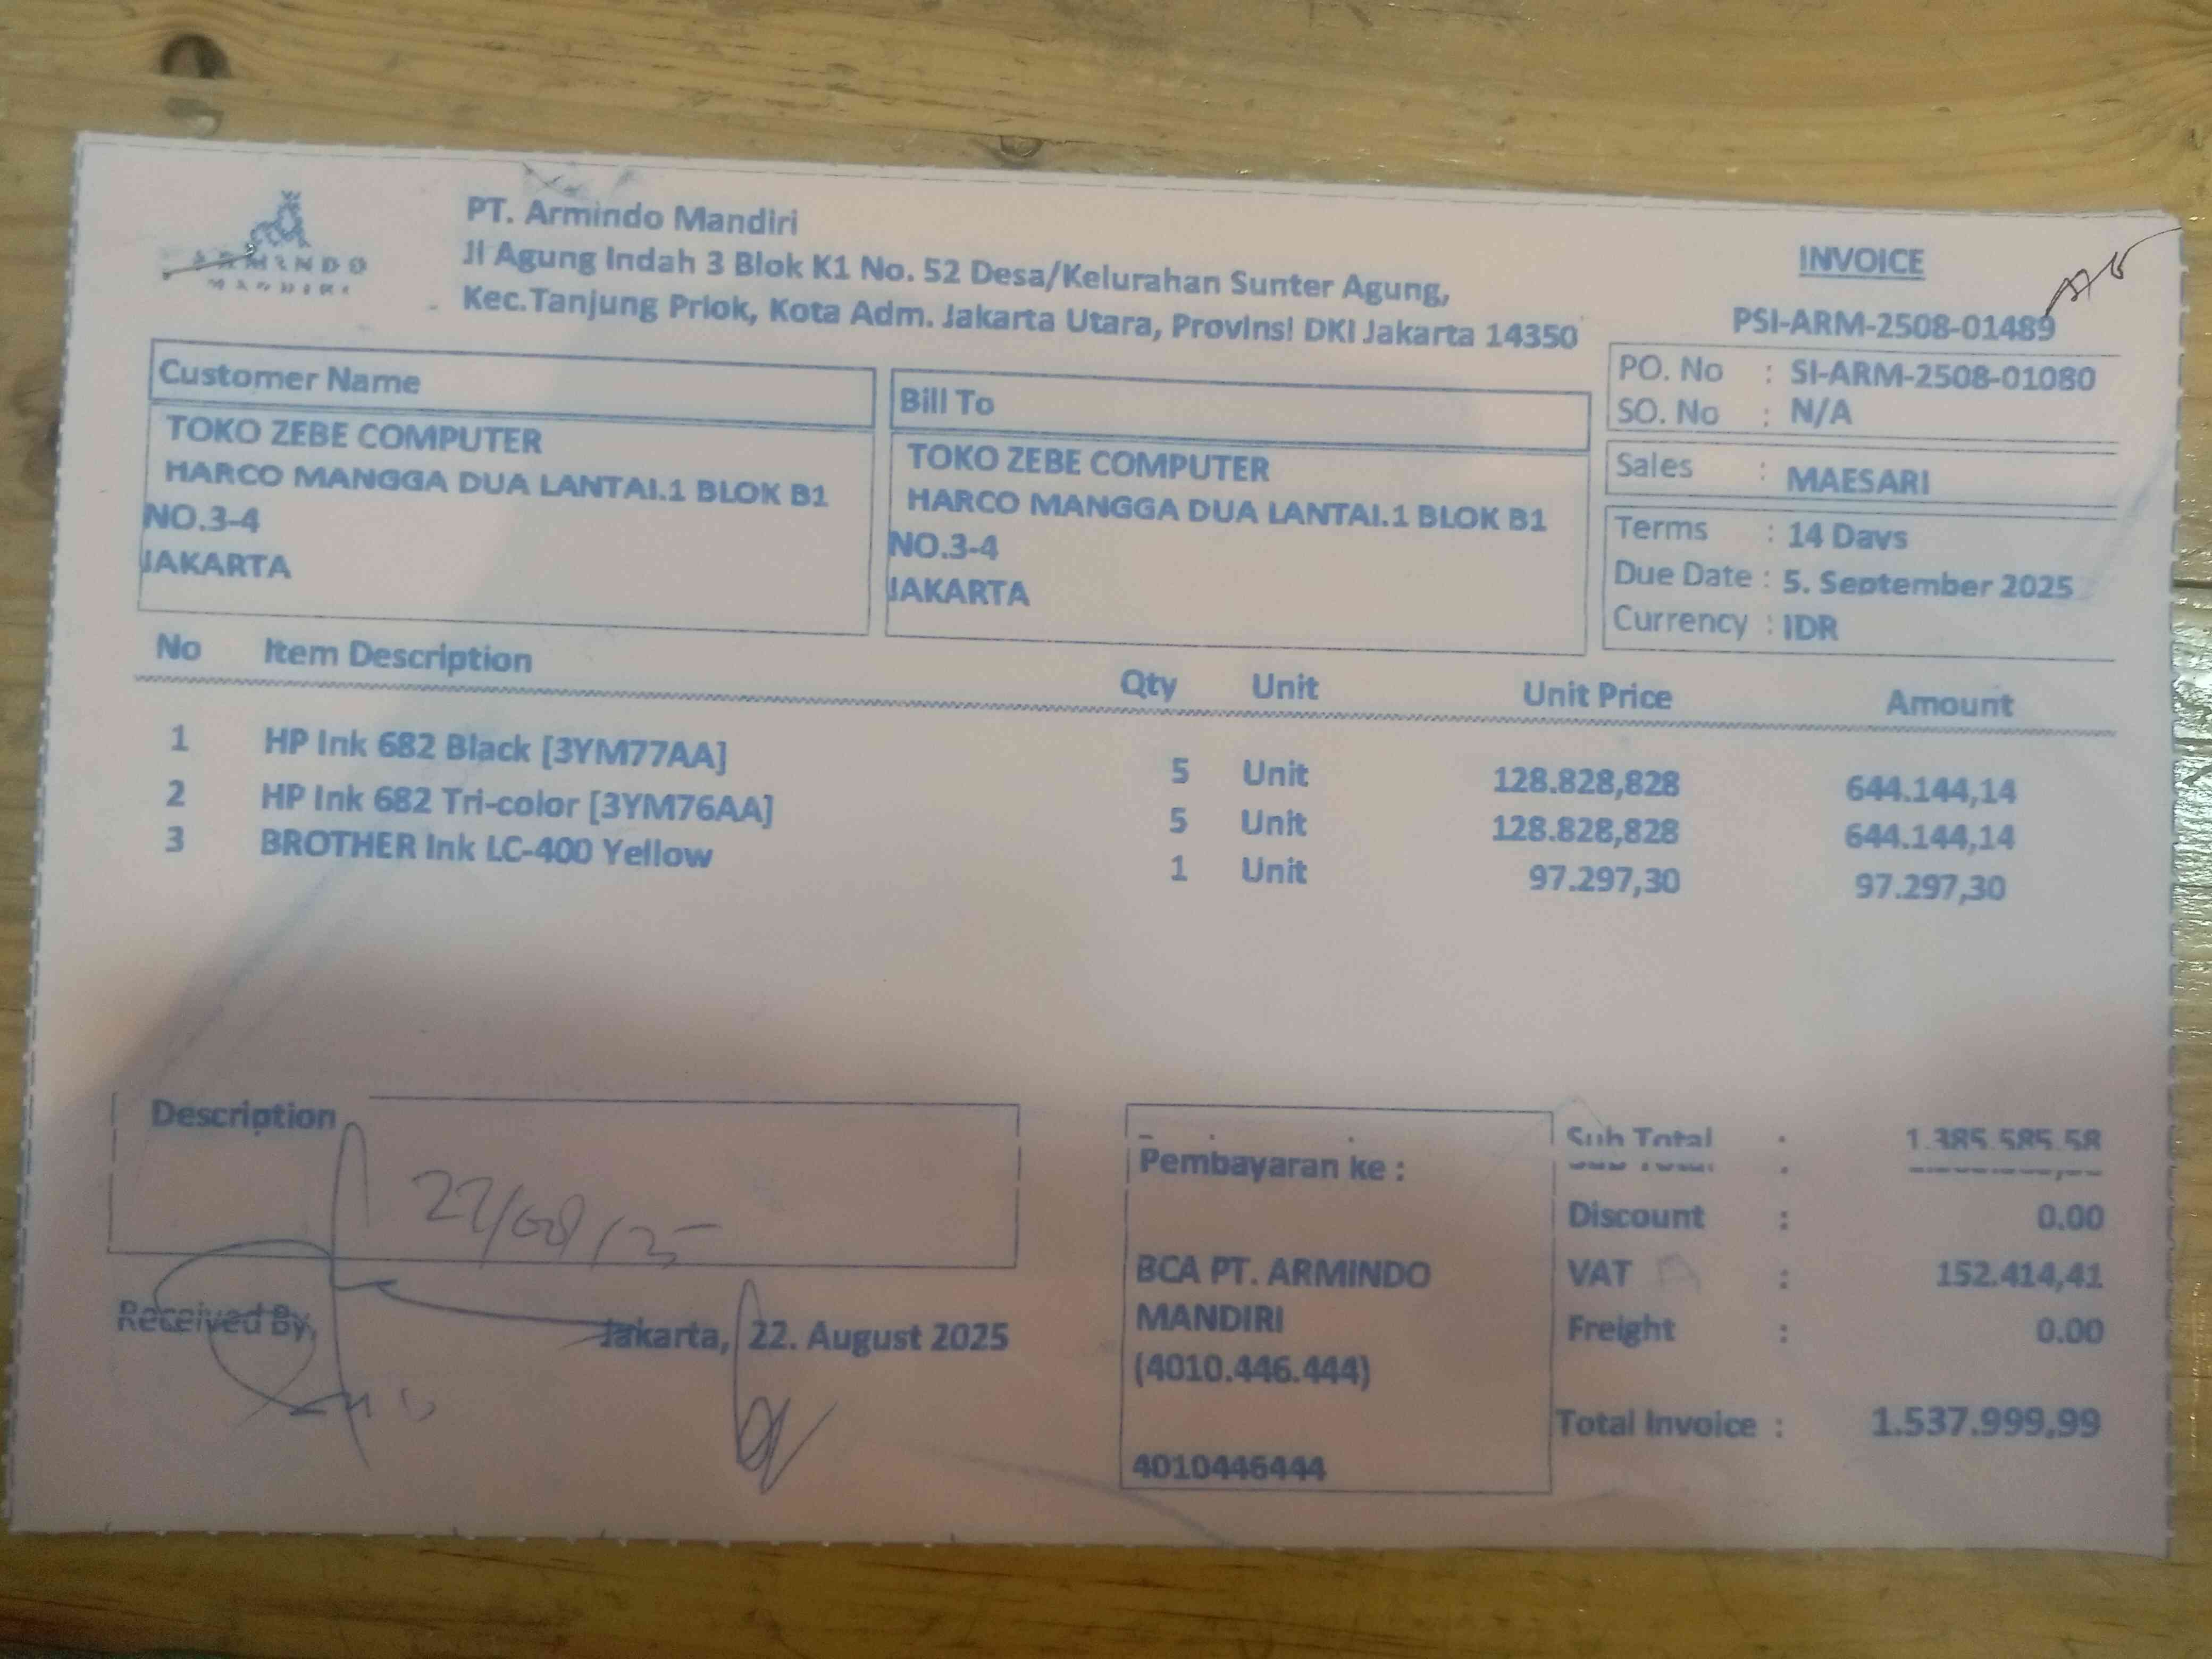 ARMINDO
MANDIRI
PT. Armindo Mandiri
Jl Agung Indah 3 Blok K1 No. 52 Desa/Kelurahan Sunter Agung,
Kec.Tanjung Priok, Kota Adm. Jakarta Utara, Provinsi DKI Jakarta 14350
INVOICE
PSI-ARM-2508-01489
PO. No : SI-ARM-2508-01080
SO. No : N/A
Sales : MAESARI
Terms : 14 Days
Due Date : 5. September 2025
Currency : IDR
Customer Name
TOKO ZEBE COMPUTER
HARCO MANGGA DUA LANTAI.1 BLOK B1
NO.3-4
JAKARTA
Bill To
TOKO ZEBE COMPUTER
HARCO MANGGA DUA LANTAI.1 BLOK B1
NO.3-4
JAKARTA
No Item Description Qty Unit Unit Price Amount
1 HP Ink 682 Black [3YM77AA] 5 Unit 128.828,828 644.144,14
2 HP Ink 682 Tri-color [3YM76AA] 5 Unit 128.828,828 644.144,14
3 BROTHER Ink LC-400 Yellow 1 Unit 97.297,30 97.297,30
Description
22/08/25
Received By,
Jakarta, 22. August 2025
Pembayaran ke :
BCA PT. ARMINDO
MANDIRI
(4010.446.444)
4010446444
Sub Total : 1.385.585,58
Discount : 0.00
VAT : 152.414,41
Freight : 0.00
Total Invoice : 1.537.999,99